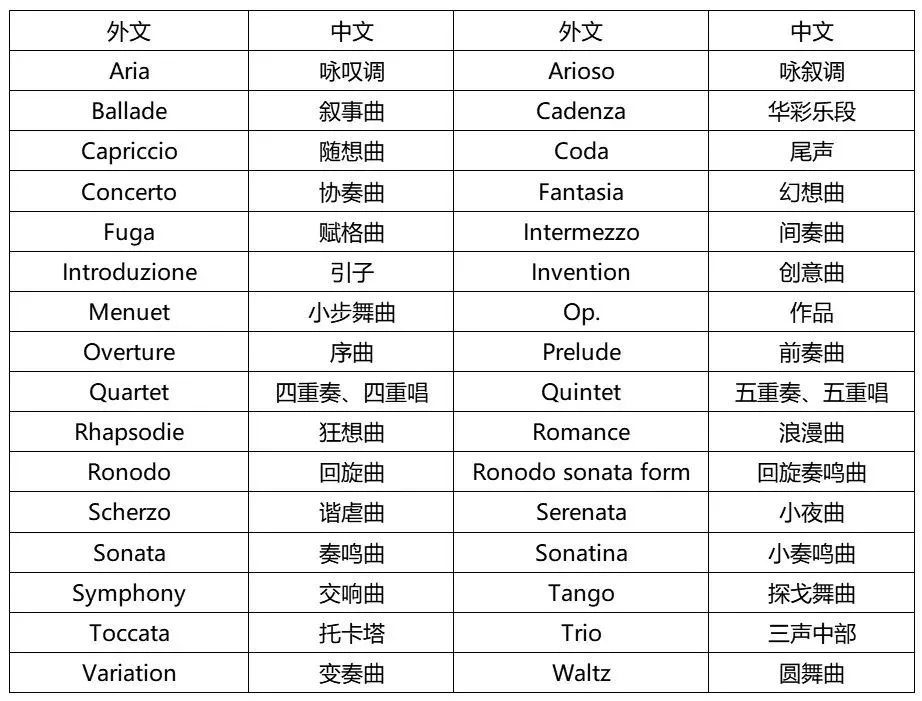 外文 中文 外文 中文
Aria 咏叹调 Arioso 咏叙调
Ballade 叙事曲 Cadenza 华彩乐段
Capriccio 随想曲 Coda 尾声
Concerto 协奏曲 Fantasia 幻想曲
Fuga 赋格曲 Intermezzo 间奏曲
Introduzione 引子 Invention 创意曲
Menuet 小步舞曲 Op. 作品
Overture 序曲 Prelude 前奏曲
Quartet 四重奏、四重唱 Quintet 五重奏、五重唱
Rhapsodie 狂想曲 Romance 浪漫曲
Ronodo 回旋曲 Ronodo sonata form 回旋奏鸣曲
Scherzo 谐虐曲 Serenata 小夜曲
Sonata 奏鸣曲 Sonatina 小奏鸣曲
Symphony 交响曲 Tango 探戈舞曲
Toccata 托卡塔 Trio 三声中部
Variation 变奏曲 Waltz 圆舞曲